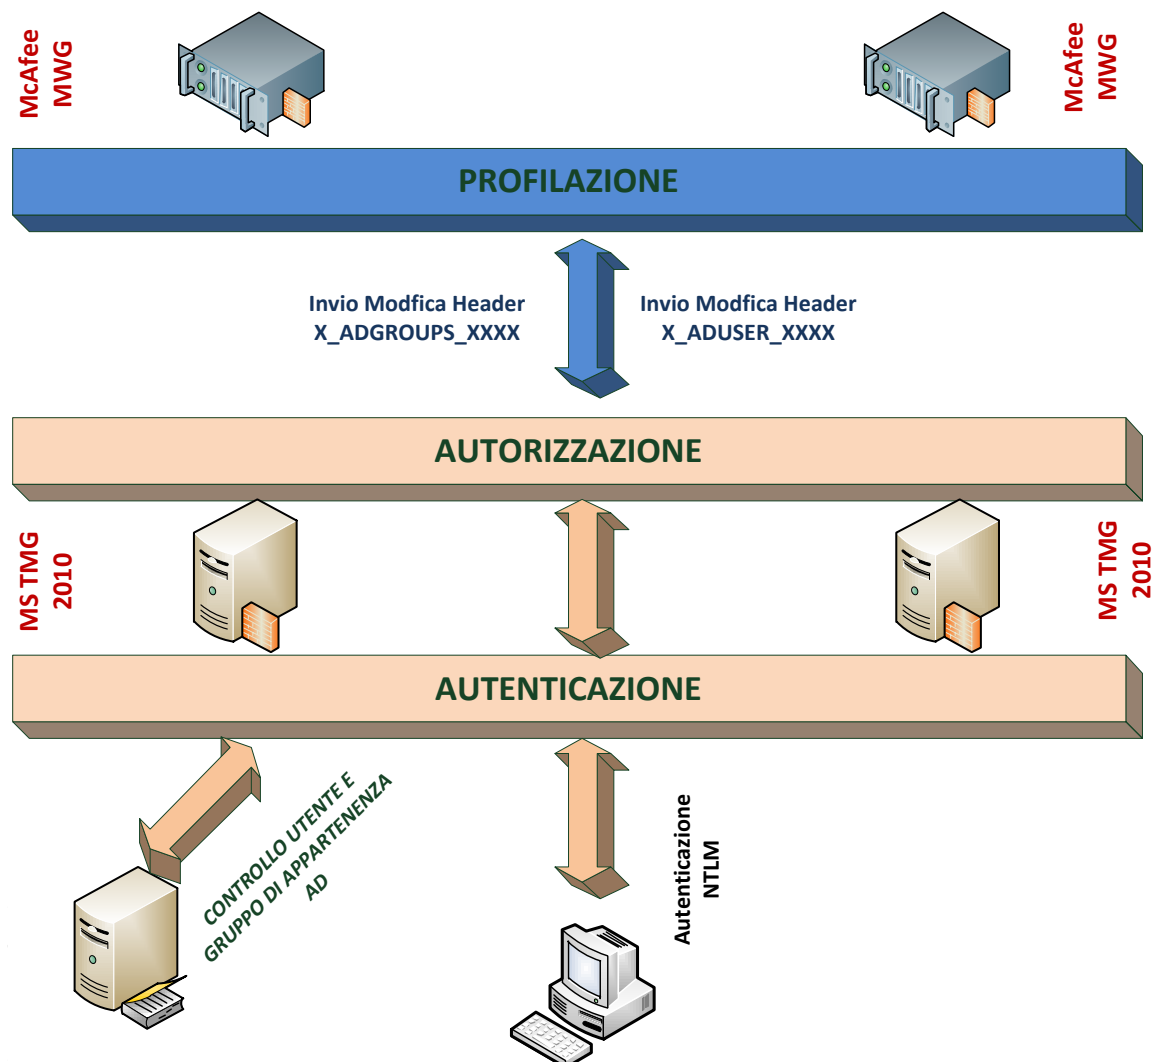 McAfee
MWG
McAfee
MWG
PROFILAZIONE
Invio Modfica Header
X_ADGROUPS_XXXX
Invio Modfica Header
X_ADUSER_XXXX
AUTORIZZAZIONE
MS TMG
2010
MS TMG
2010
AUTENTICAZIONE
CONTROLLO UTENTE E
GRUPPO DI APPARTENENZA
AD
Autenticazione
NTLM